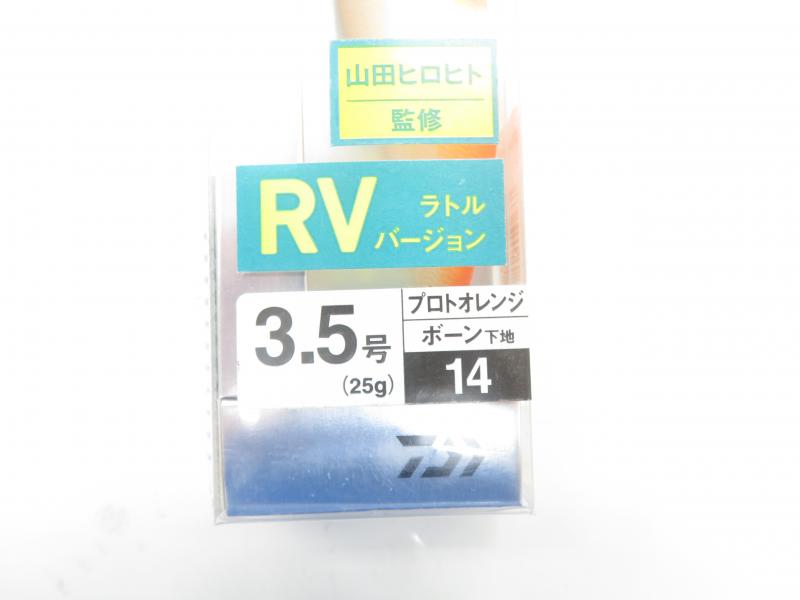 山田ヒロヒト
監修
RV ラトル
バージョン
3.5号
(25g)
プロトオレンジ
ボーン下地
14